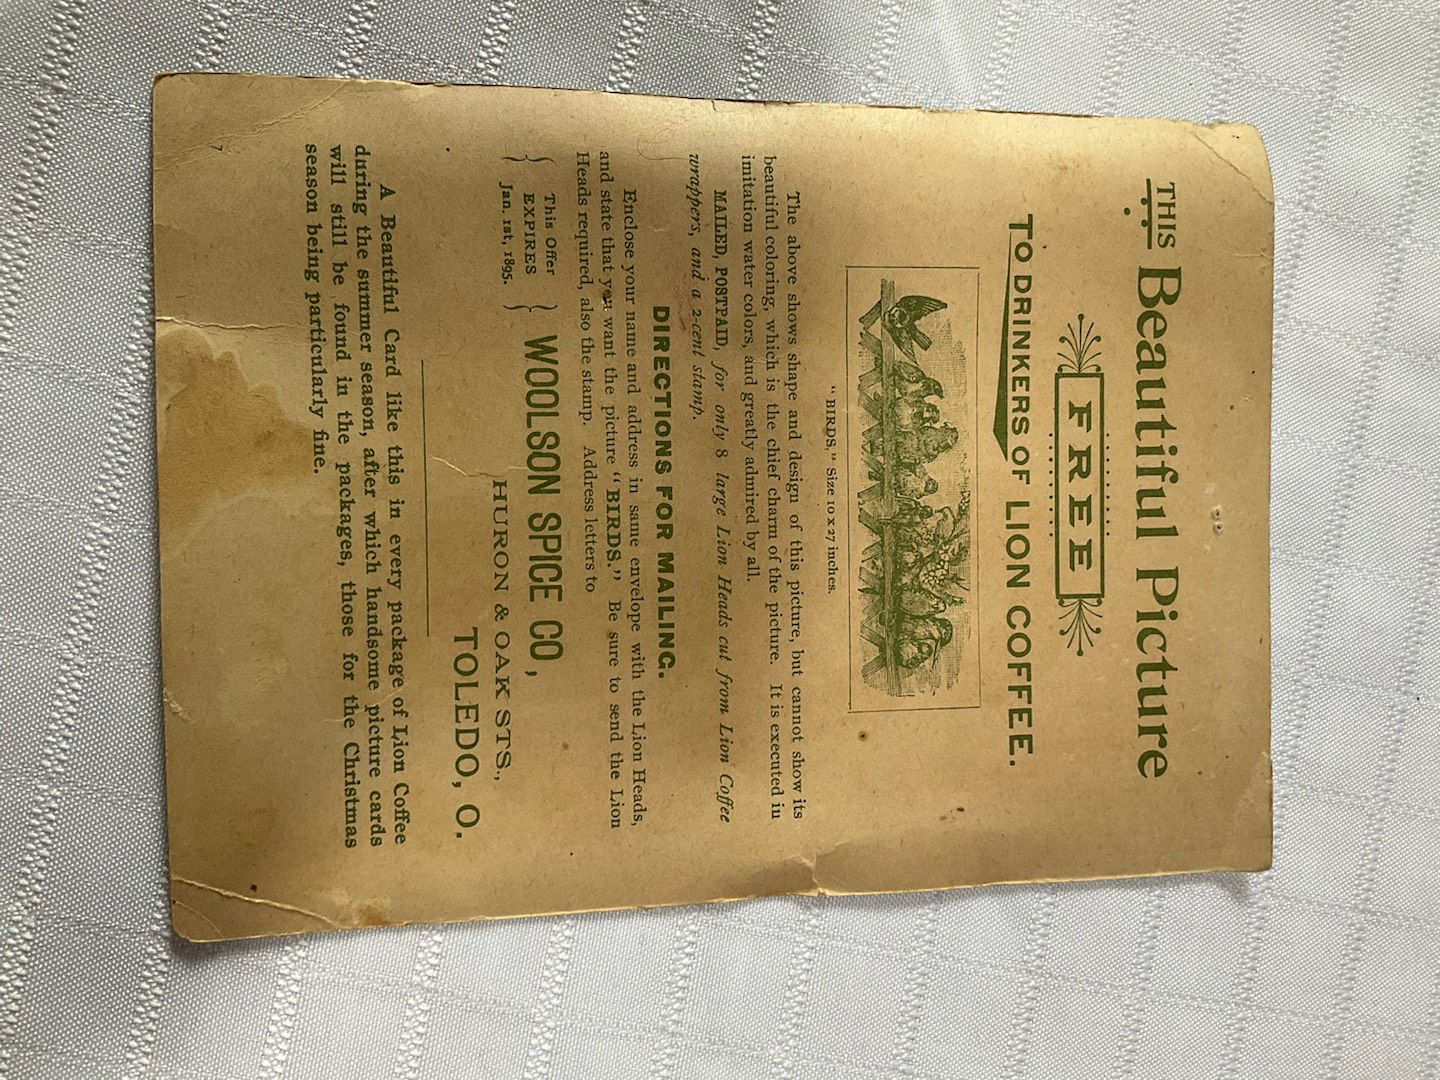 THIS Beautiful Picture
FREE
TO DRINKERS OF LION COFFEE.
"BIRDS," Size 10 x 27 inches.
The above shows shape and design of this picture, but cannot show its
beautiful coloring, which is the chief charm of the picture. It is executed in
imitation water colors, and greatly admired by all.
MAILED, POSTPAID, for only 8 large Lion Heads cut from Lion Coffee
wrappers, and a 2-cent stamp.
DIRECTIONS FOR MAILING.
Enclose your name and address in same envelope with the Lion Heads,
and state that you want the picture "BIRDS." Be sure to send the Lion
Heads required, also the stamp. Address letters to
This Offer
EXPIRES
Jan. 1st, 1895.
WOOLSON SPICE CO,
HURON & OAK STS.,
TOLEDO, O.
A Beautiful Card like this in every package of Lion Coffee
during the summer season, after which handsome picture cards
will still be found in the packages, those for the Christmas
season being particularly fine.